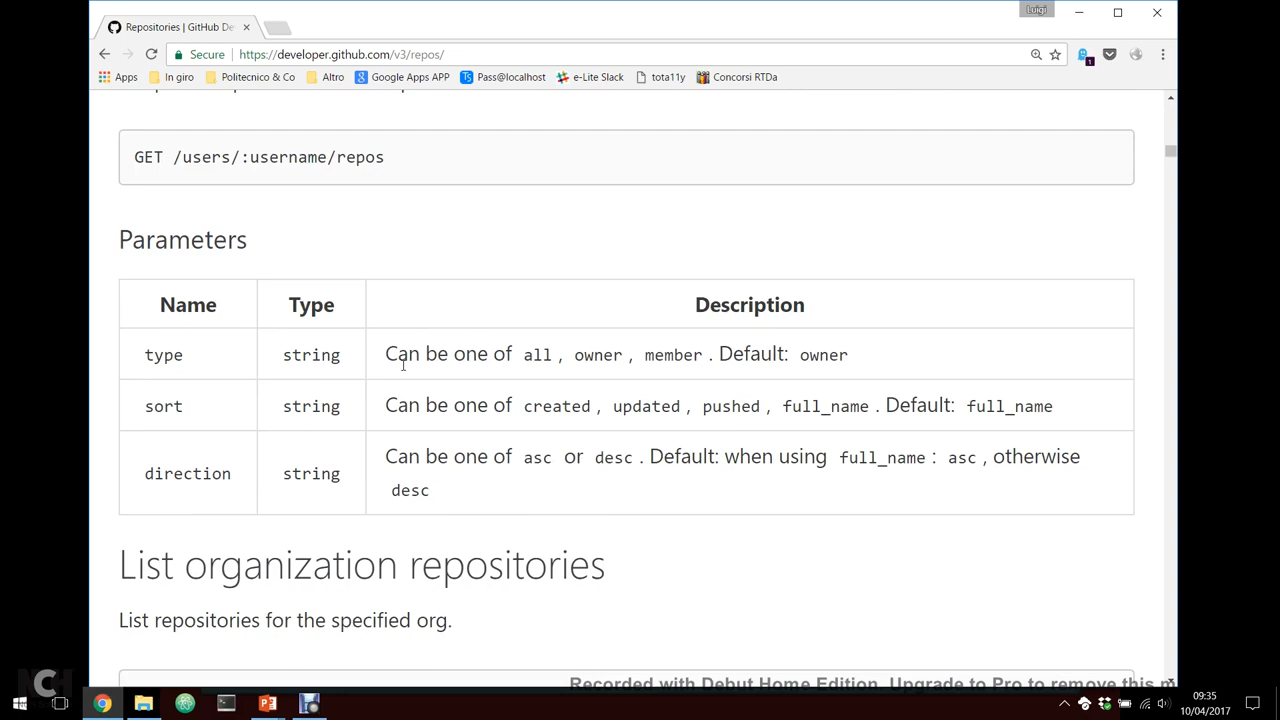 Luigi
Repositories | GitHub De
Secure https://developer.github.com/v3/repos/
Apps In giro Politecnico & Co Altro Google Apps APP Pass@localhost e-Lite Slack tota11y Concorsi RTDa
GET /users/:username/repos
Parameters
Name Type Description
type string Can be one of all , owner , member . Default: owner
sort string Can be one of created , updated , pushed , full_name . Default: full_name
direction string Can be one of asc or desc . Default: when using full_name : asc , otherwise
desc
List organization repositories
List repositories for the specified org.
Recorded with Debut Home Edition. Upgrade to Pro to remove this m
09:35
10/04/2017